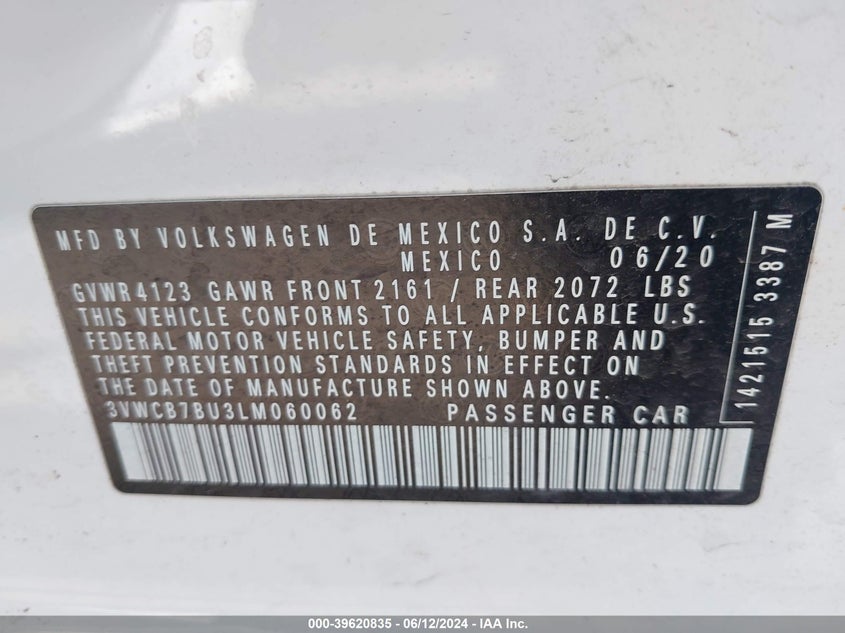 MFD BY VOLKSWAGEN DE MEXICO S.A. DE C.V.
MEXICO 06/20
GVWR 4123 GAWR FRONT 2161 / REAR 2072 LBS
THIS VEHICLE CONFORMS TO ALL APPLICABLE U.S.
FEDERAL MOTOR VEHICLE SAFETY, BUMPER AND
THEFT PREVENTION STANDARDS IN EFFECT ON
THE DATE OF MANUFACTURE SHOWN ABOVE.
3VWCB7BU3LM060062 PASSENGER CAR
1421515 3387 M
000-39620835 - 06/12/2024 - IAA Inc.